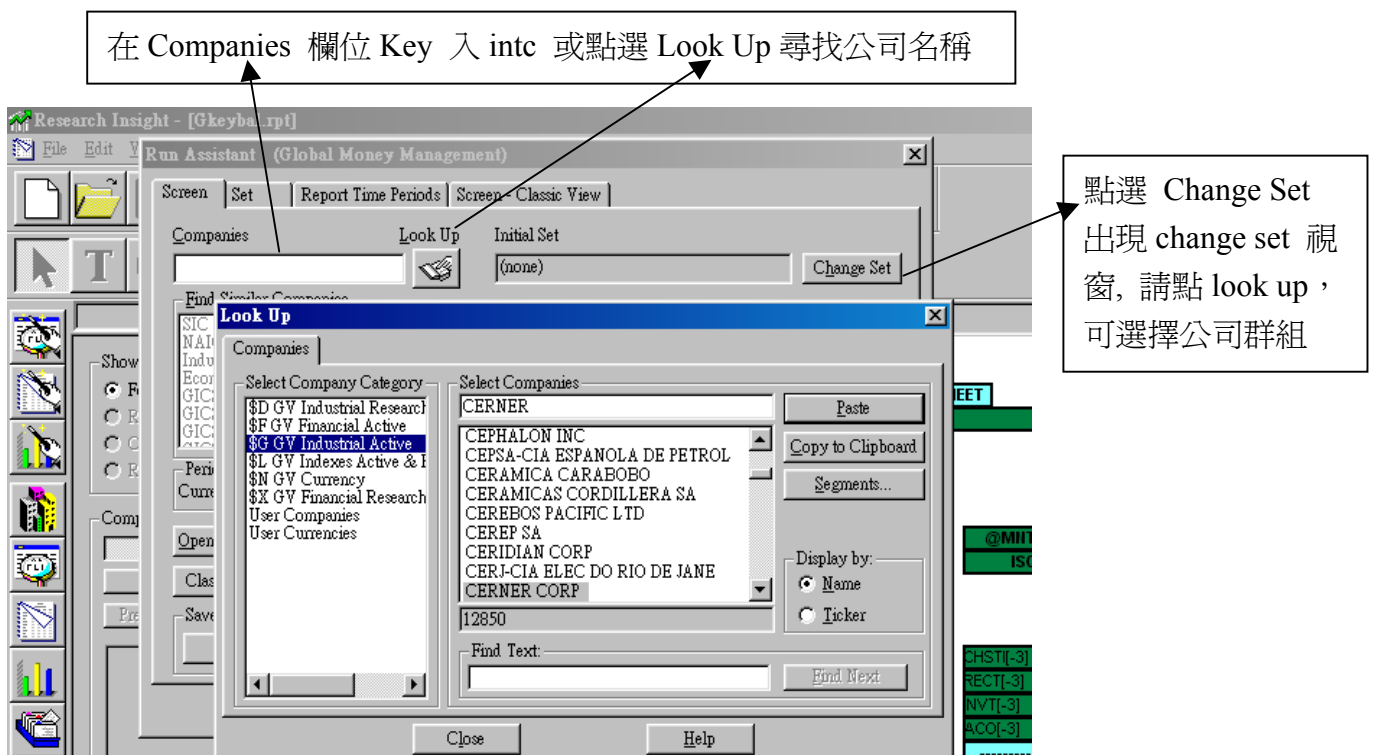 在 Companies 欄位 Key 入 intc 或點選 Look Up 尋找公司名稱
Research Insight - [Gkeybal.rpt]
File Edit V
Run Assistant (Global Money Management)
Screen Set Report Time Periods Screen - Classic View
Companies Look Up Initial Set
(none) Change Set
點選 Change Set
出現 change set 視
窗, 請點 look up，
可選擇公司群組
Find Similar Companies
SIC
NAI
Indu
Econ
GIC
GIC
GIC
Show
Look Up
Companies
Select Company Category
$D GV Industrial Research
$F GV Financial Active
$G GV Industrial Active
$L GV Indexes Active &
$N GV Currency
$X GV Financial Research
User Companies
User Currencies
Select Companies
CERNER
CEPHALON INC
CEPSA-CIA ESPANOLA DE PETROL
CERAMICA CARABOBO
CERAMICAS CORDILLERA SA
CEREBOS PACIFIC LTD
CEREP SA
CERIDIAN CORP
CERJ-CIA ELEC DO RIO DE JANE
CERNER CORP
12850
Find Text:
Find Next
Paste
Copy to Clipboard
Segments...
Display by:
Name
Ticker
Peri
Curre
Comp
Open
Clas
Pre
Save
Close Help
EET
@MNT
ISO
CHSTI[-3]
RECT[-3]
INVT[-3]
ACO[-3]